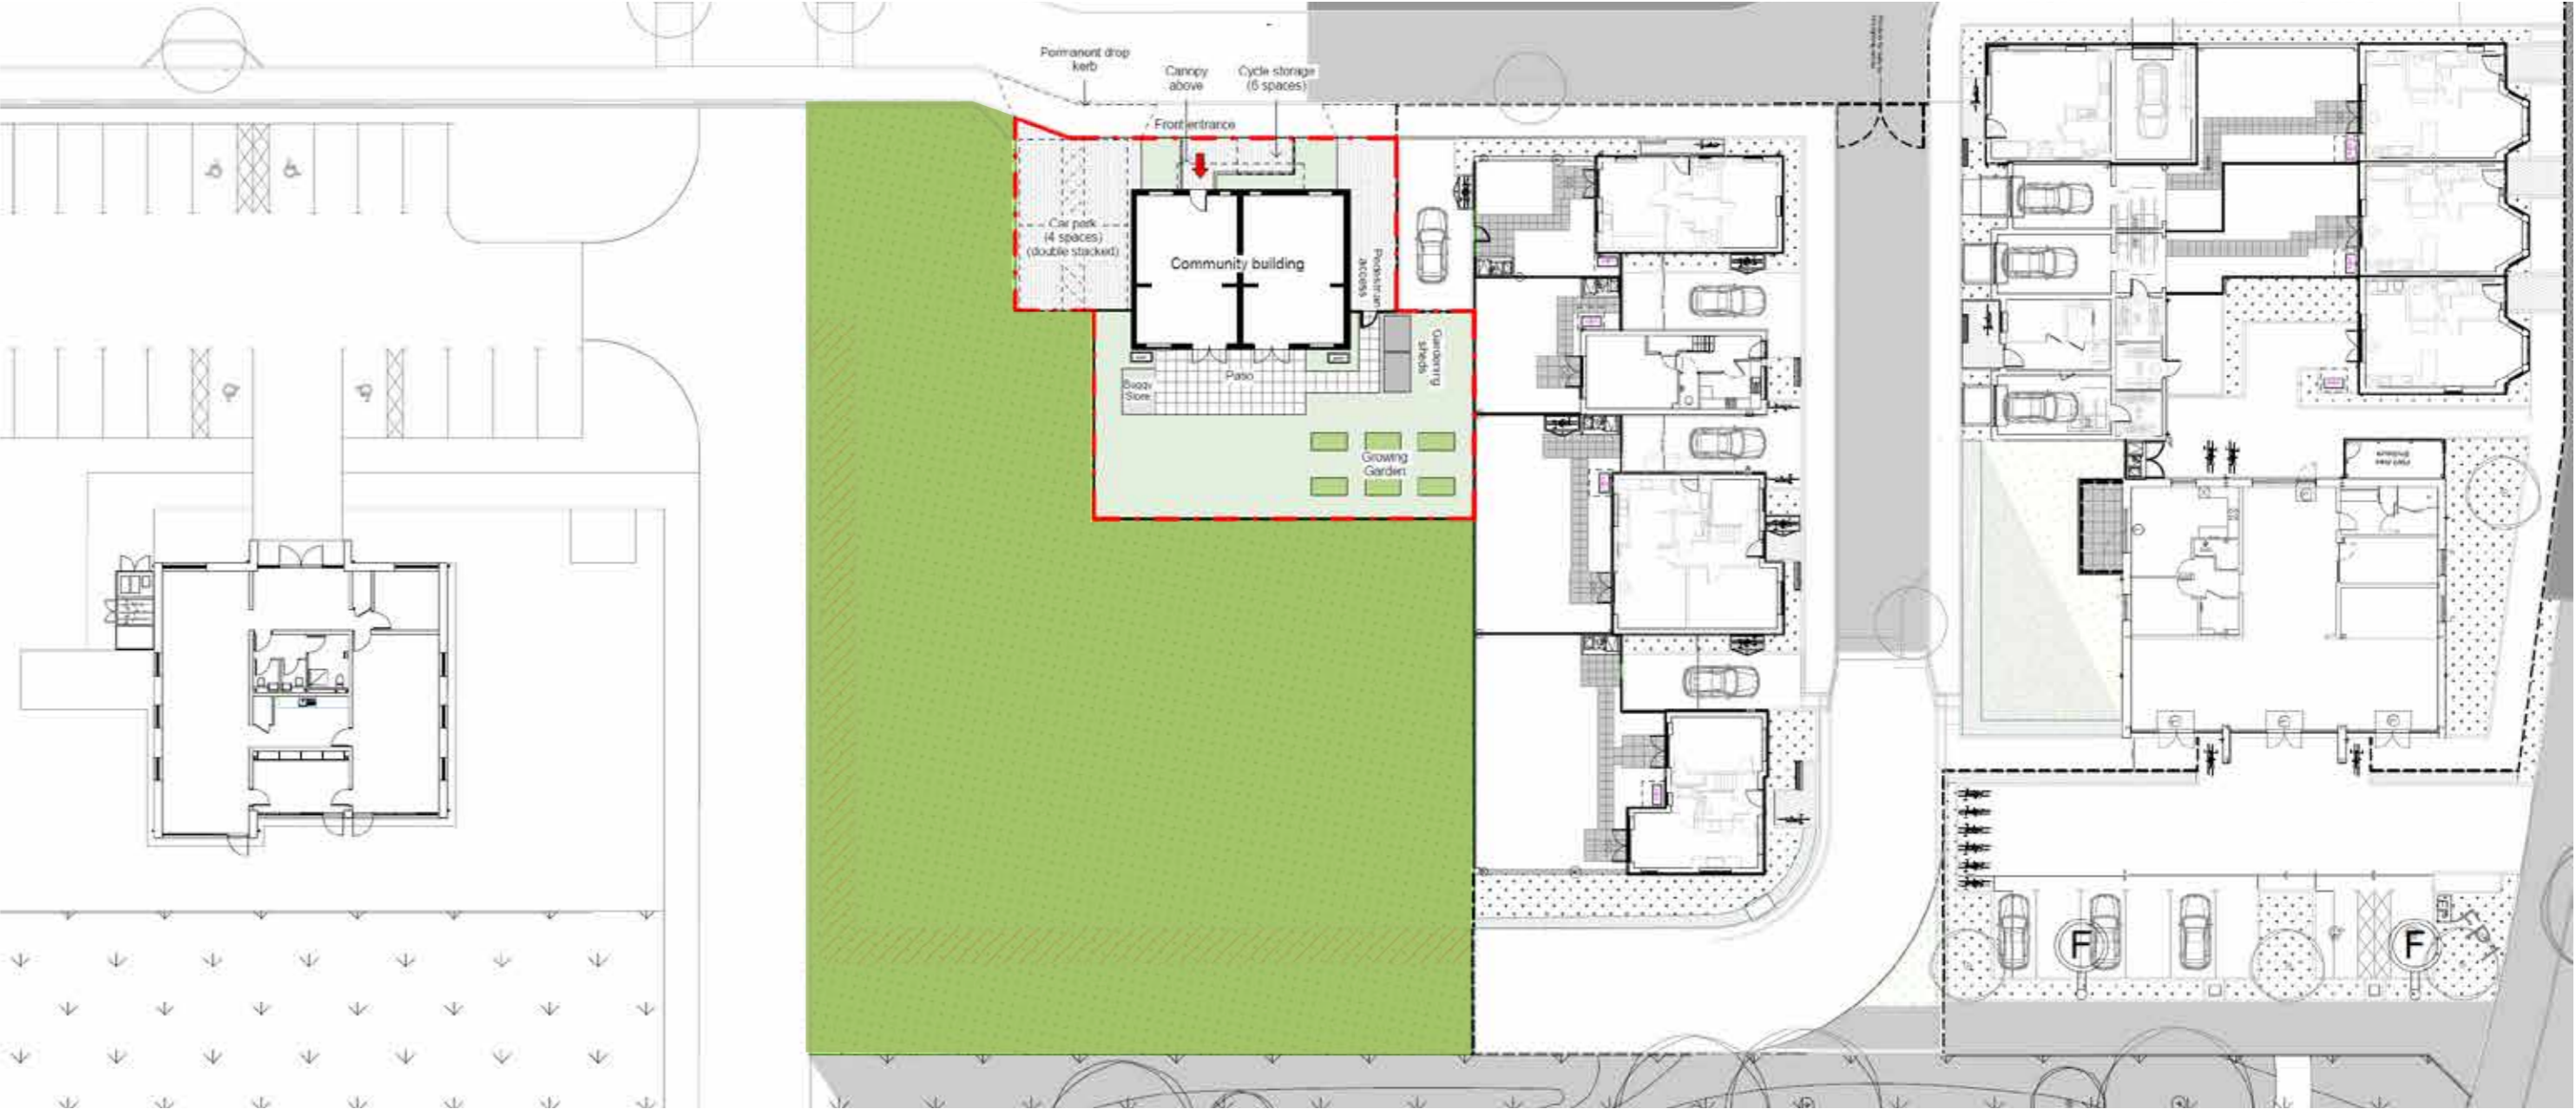 Permanent drop
kerb
Canopy
above
Cycle storage
(6 spaces)
Front entrance
Car park
(4 spaces)
(double stacked)
Community building
Pedestrian
access
Gardening
sheds
Patio
Buggy
Store
Growing
Garden
F
F